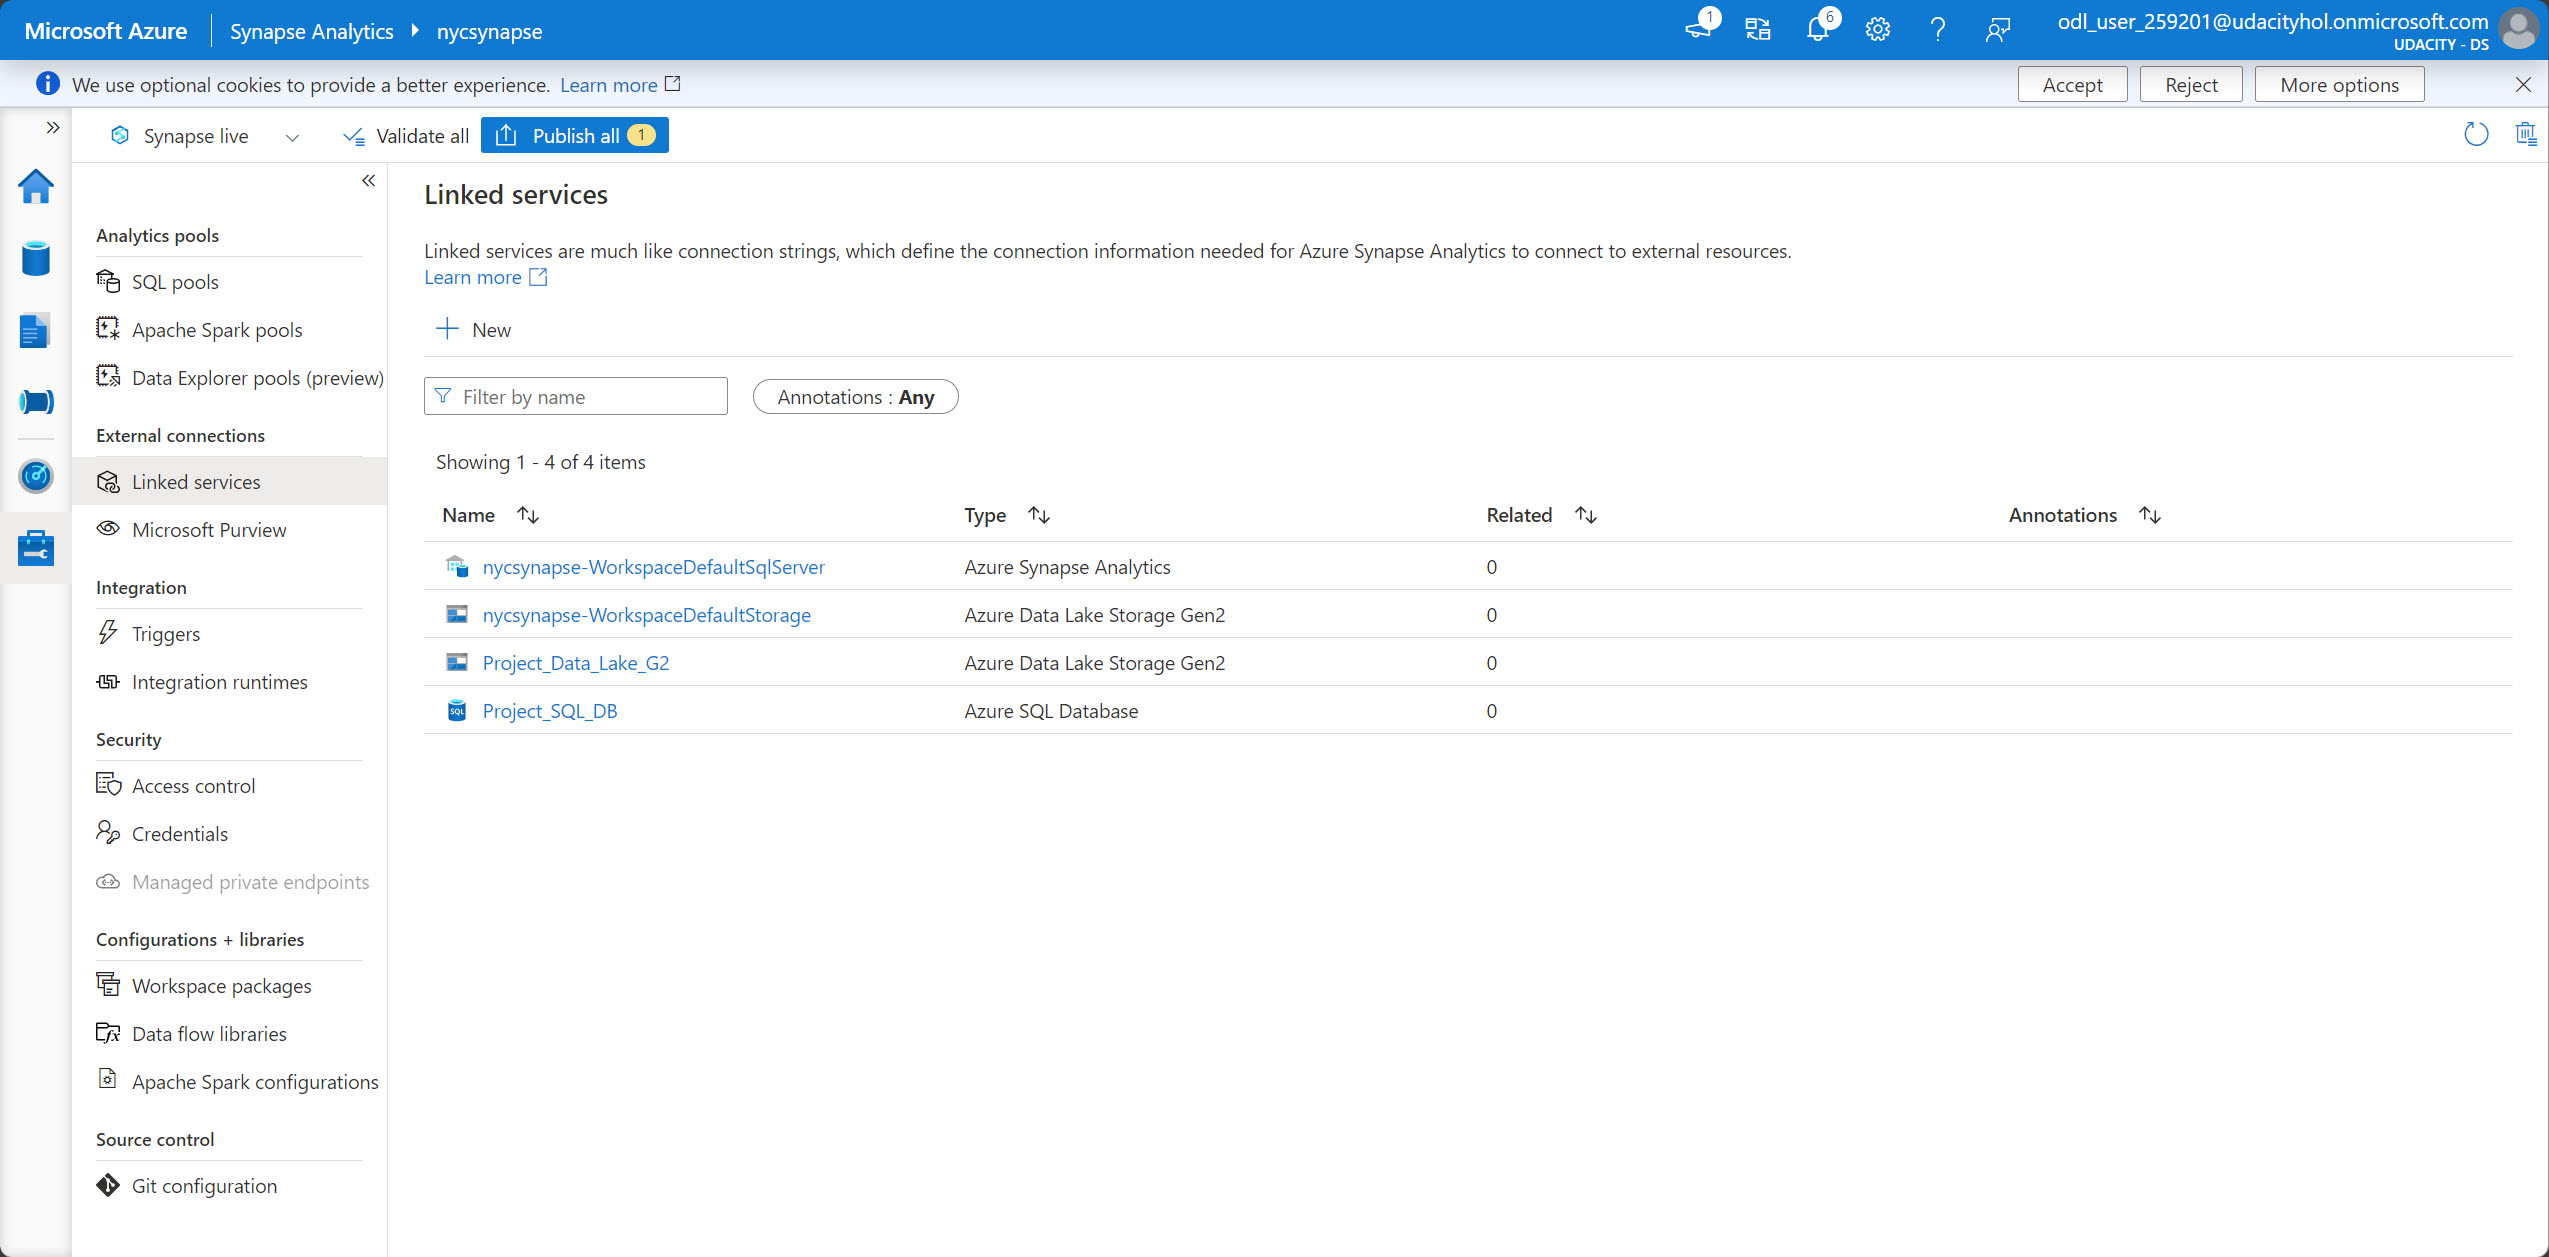 Microsoft Azure
Synapse Analytics
nycsynapse
1
6
odl_user_259201@udacityhol.onmicrosoft.com
UDACITY - DS
We use optional cookies to provide a better experience. Learn more
Accept
Reject
More options
Synapse live
Validate all
Publish all 1
Analytics pools
SQL pools
Apache Spark pools
Data Explorer pools (preview)
External connections
Linked services
Microsoft Purview
Integration
Triggers
Integration runtimes
Security
Access control
Credentials
Managed private endpoints
Configurations + libraries
Workspace packages
Data flow libraries
Apache Spark configurations
Source control
Git configuration
Linked services
Linked services are much like connection strings, which define the connection information needed for Azure Synapse Analytics to connect to external resources.
Learn more
New
Filter by name
Annotations : Any
Showing 1 - 4 of 4 items
Name Type Related Annotations
nycsynapse-WorkspaceDefaultSqlServer Azure Synapse Analytics 0
nycsynapse-WorkspaceDefaultStorage Azure Data Lake Storage Gen2 0
Project_Data_Lake_G2 Azure Data Lake Storage Gen2 0
SQL Project_SQL_DB Azure SQL Database 0